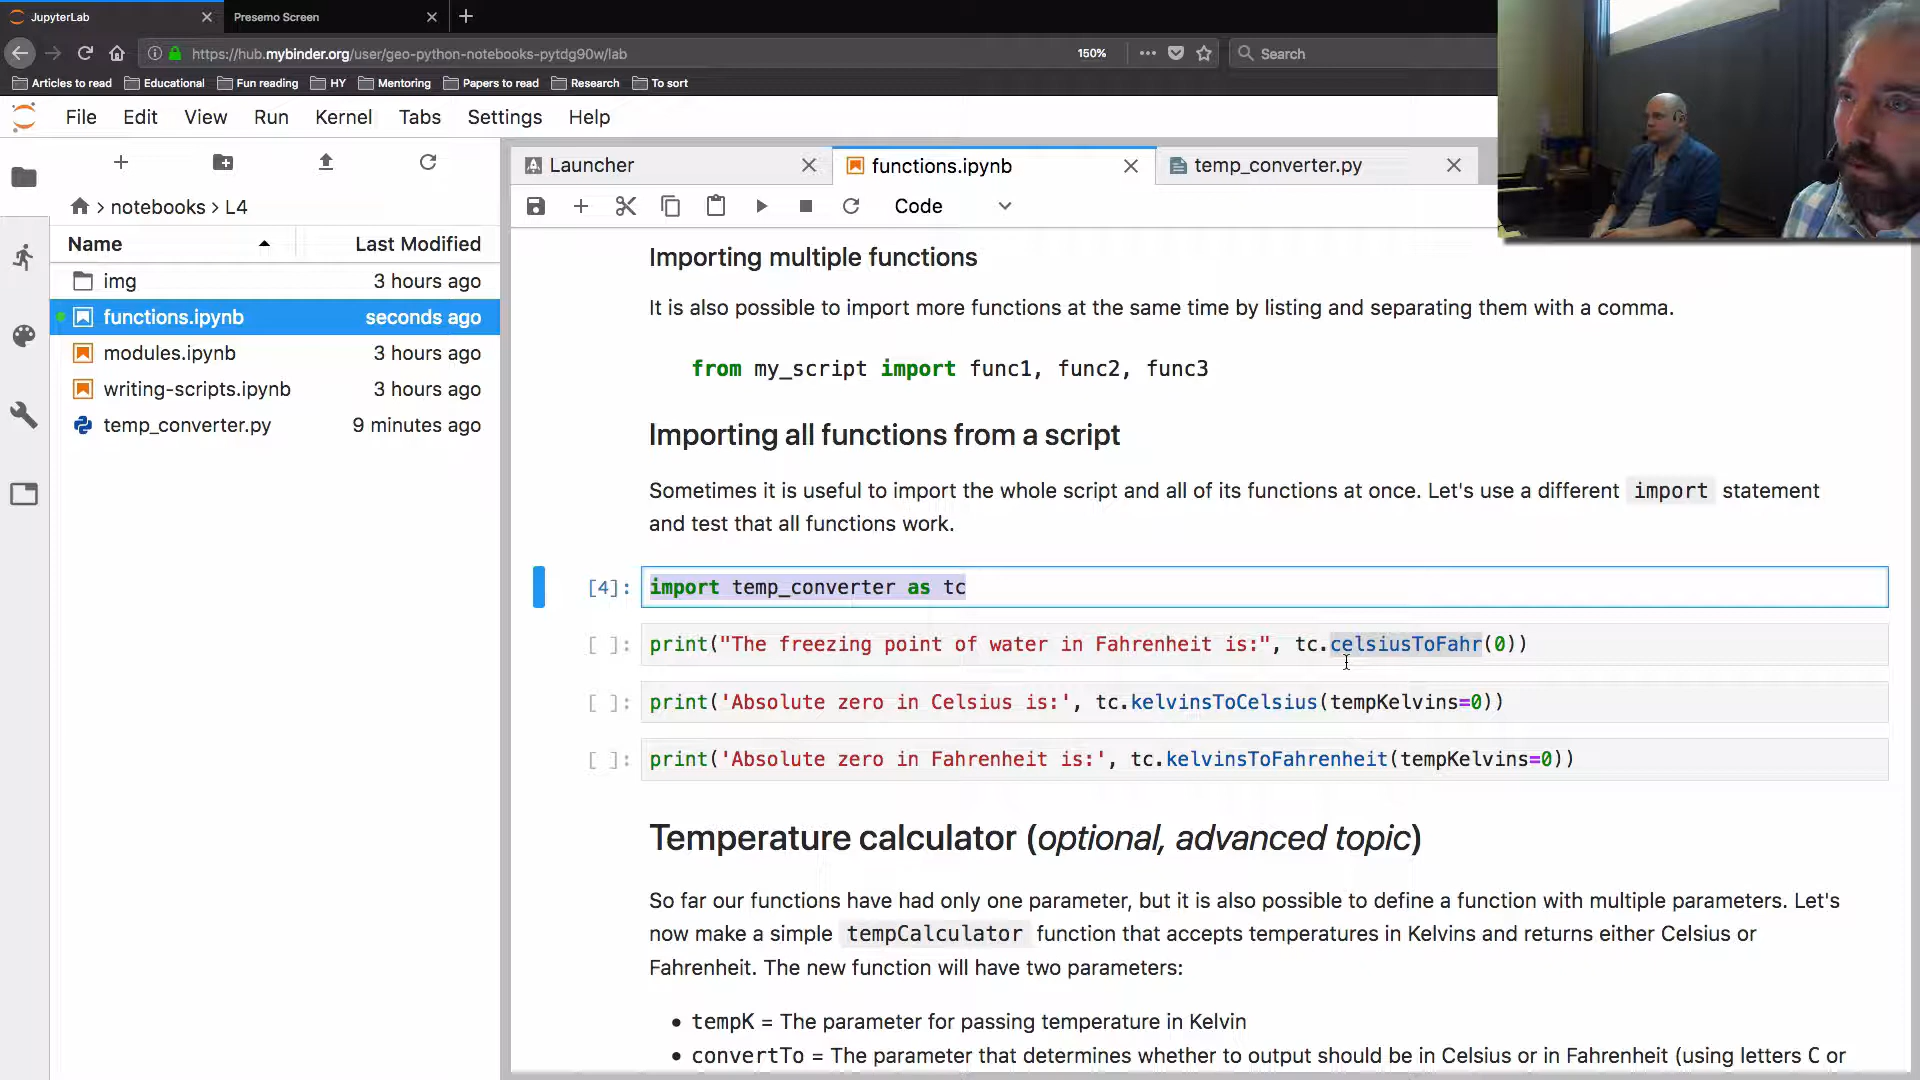 JupyterLab
Presemo Screen
https://hub.mybinder.org/user/geo-python-notebooks-pytdg90w/lab
150%
Search
Articles to read
Educational
Fun reading
HY
Mentoring
Papers to read
Research
To sort
File Edit View Run Kernel Tabs Settings Help
Launcher
functions.ipynb
temp_converter.py
> notebooks > L4
Code
Name
Last Modified
img 3 hours ago
functions.ipynb seconds ago
modules.ipynb 3 hours ago
writing-scripts.ipynb 3 hours ago
temp_converter.py 9 minutes ago
Importing multiple functions
It is also possible to import more functions at the same time by listing and separating them with a comma.
from my_script import func1, func2, func3
Importing all functions from a script
Sometimes it is useful to import the whole script and all of its functions at once. Let's use a different import statement
and test that all functions work.
[4]: import temp_converter as tc
[ ]: print("The freezing point of water in Fahrenheit is:", tc.celsiusToFahr(0))
[ ]: print('Absolute zero in Celsius is:', tc.kelvinsToCelsius(tempKelvins=0))
[ ]: print('Absolute zero in Fahrenheit is:', tc.kelvinsToFahrenheit(tempKelvins=0))
Temperature calculator (optional, advanced topic)
So far our functions have had only one parameter, but it is also possible to define a function with multiple parameters. Let's
now make a simple tempCalculator function that accepts temperatures in Kelvins and returns either Celsius or
Fahrenheit. The new function will have two parameters:
• tempK = The parameter for passing temperature in Kelvin
• convertTo = The parameter that determines whether to output should be in Celsius or in Fahrenheit (using letters C or